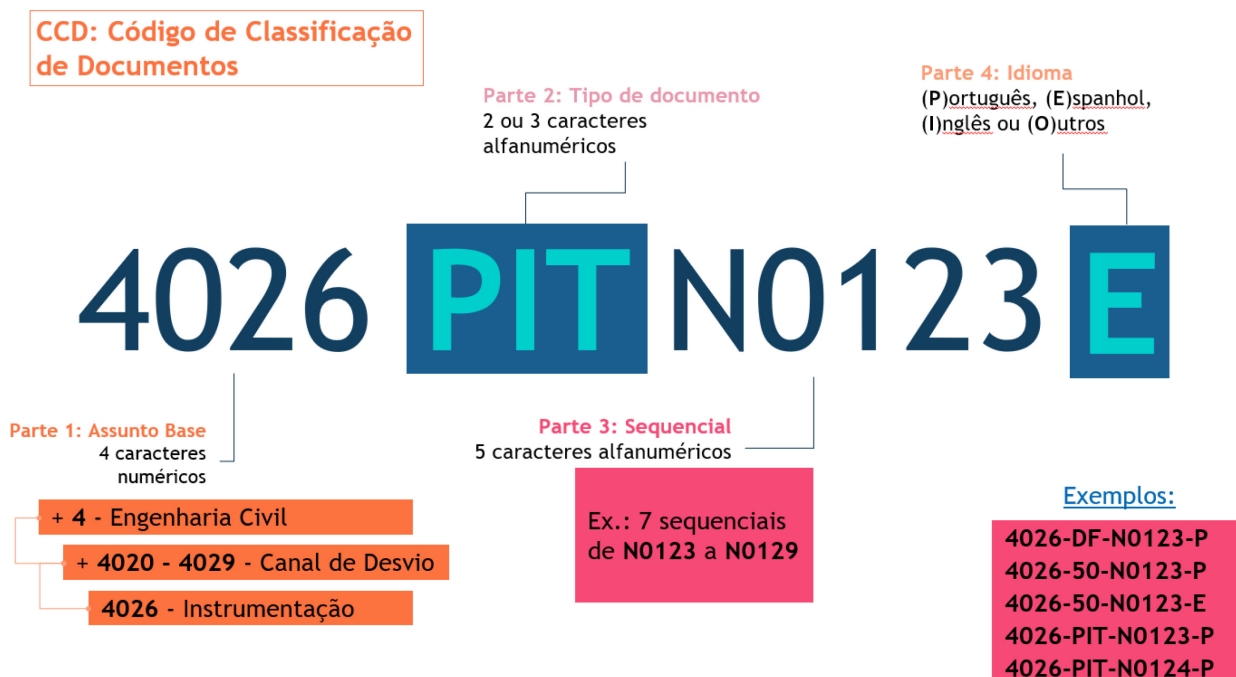 CCD: Código de Classificação
de Documentos
Parte 2: Tipo de documento
2 ou 3 caracteres
alfanuméricos
Parte 4: Idioma
(P)ortuguês, (E)spanhol,
(I)nglês ou (O)utros
4026 PIT N0123 E
Parte 1: Assunto Base
4 caracteres
numéricos
+ 4 - Engenharia Civil
+ 4020 - 4029 - Canal de Desvio
4026 - Instrumentação
Parte 3: Sequencial
5 caracteres alfanuméricos
Ex.: 7 sequenciais
de N0123 a N0129
Exemplos:
4026-DF-N0123-P
4026-50-N0123-P
4026-50-N0123-E
4026-PIT-N0123-P
4026-PIT-N0124-P